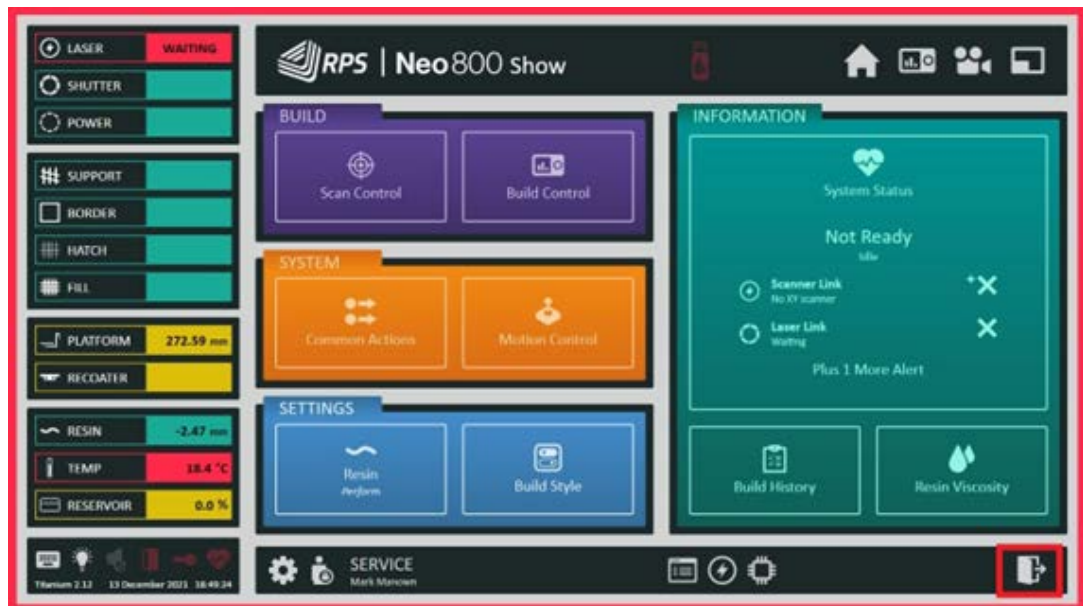 LASER
WAITING
SHUTTER
POWER
SUPPORT
BORDER
HATCH
FILL
PLATFORM
272.59 mm
RECOATER
RESIN
-2.47 mm
TEMP
18.4 °C
RESERVOIR
0.0 %
Titanium 2.12 13 December 2021 16:49:24
RPS | Neo800 Show
BUILD
Scan Control
Build Control
SYSTEM
Common Actions
Motion Control
SETTINGS
Resin
Perform
Build Style
INFORMATION
System Status
Not Ready
Idle
Scanner Link
No XY scanner
Laser Link
Waiting
Plus 1 More Alert
Build History
Resin Viscosity
SERVICE
Mark Manown